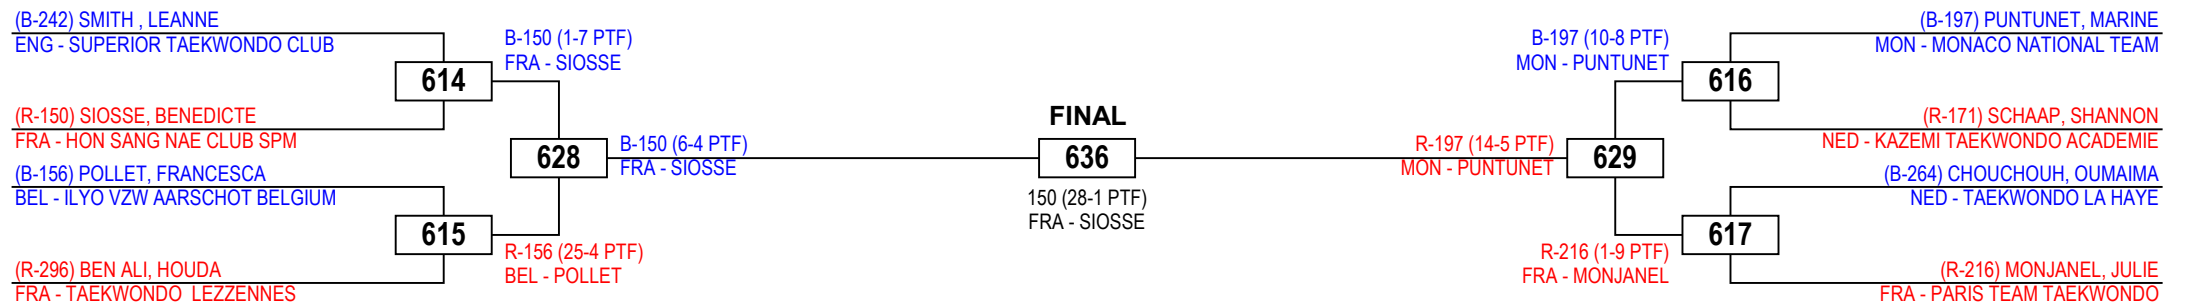 (B-242) SMITH , LEANNE
ENG - SUPERIOR TAEKWONDO CLUB
614
(R-150) SIOSSE, BENEDICTE
FRA - HON SANG NAE CLUB SPM
(B-156) POLLET, FRANCESCA
BEL - ILYO VZW AARSCHOT BELGIUM
615
(R-296) BEN ALI, HOUDA
FRA - TAEKWONDO  LEZZENNES
B-150 (1-7 PTF)
FRA - SIOSSE
628
R-156 (25-4 PTF)
BEL - POLLET
B-150 (6-4 PTF)
FRA - SIOSSE
FINAL
636
150 (28-1 PTF)
FRA - SIOSSE
R-197 (14-5 PTF)
MON - PUNTUNET
B-197 (10-8 PTF)
MON - PUNTUNET
629
R-216 (1-9 PTF)
FRA - MONJANEL
(B-197) PUNTUNET, MARINE
MON - MONACO NATIONAL TEAM
616
(R-171) SCHAAP, SHANNON
NED - KAZEMI TAEKWONDO ACADEMIE
(B-264) CHOUCHOUH, OUMAIMA
NED - TAEKWONDO LA HAYE
617
(R-216) MONJANEL, JULIE
FRA - PARIS TEAM TAEKWONDO